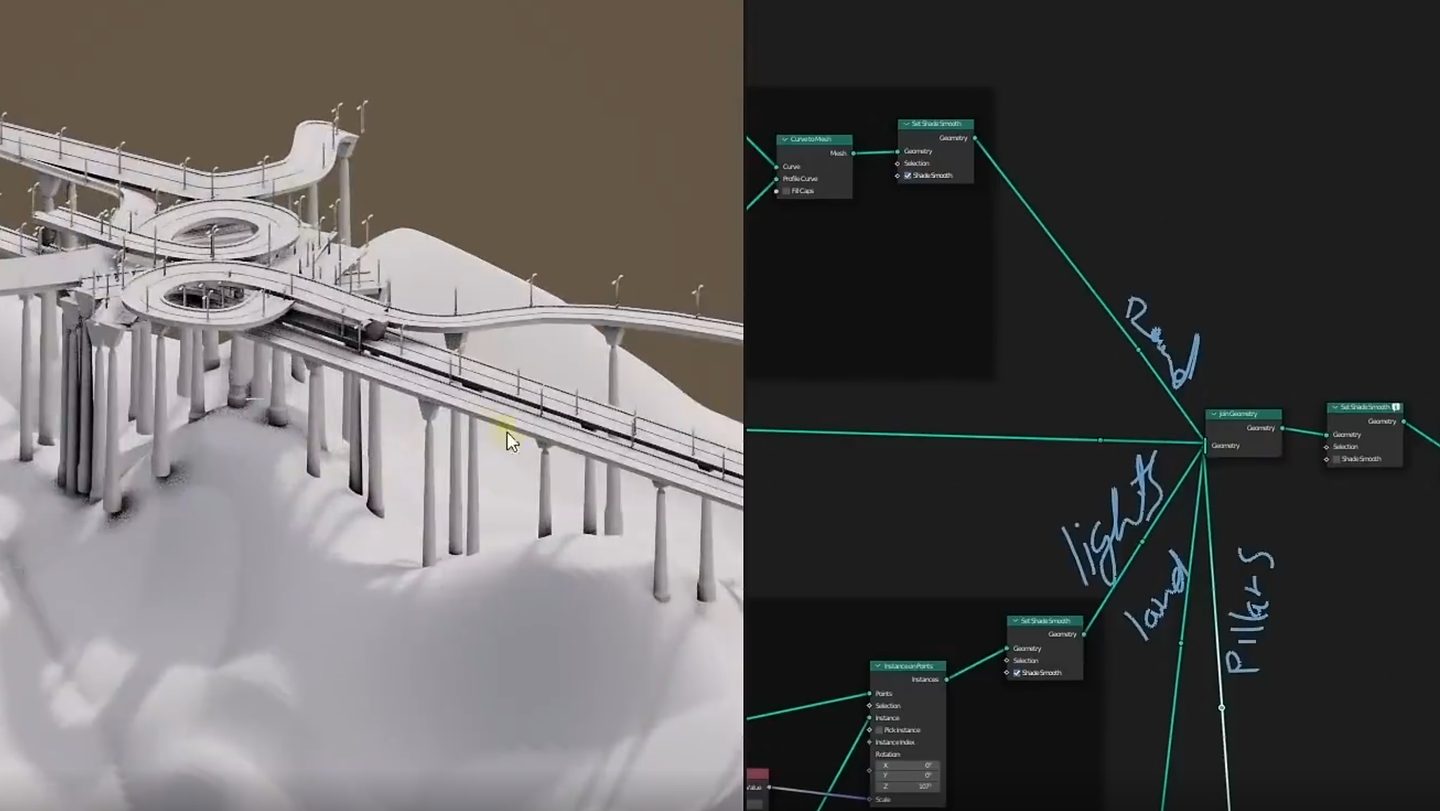 Set Shade Smooth
Geometry
Geometry
Selection
Shade Smooth
Curve to Mesh
Mesh
Curve
Profile Curve
Fill Caps
Road
Join Geometry
Geometry
Geometry
Set Shade Smooth
Geometry
Geometry
Selection
Shade Smooth
lights
land
Pillars
Set Shade Smooth
Geometry
Geometry
Selection
Shade Smooth
Instance on Points
Instances
Points
Selection
Instance
Pick Instance
Instance Index
Rotation
X 0°
Y 0°
Z 107°
Scale
Value